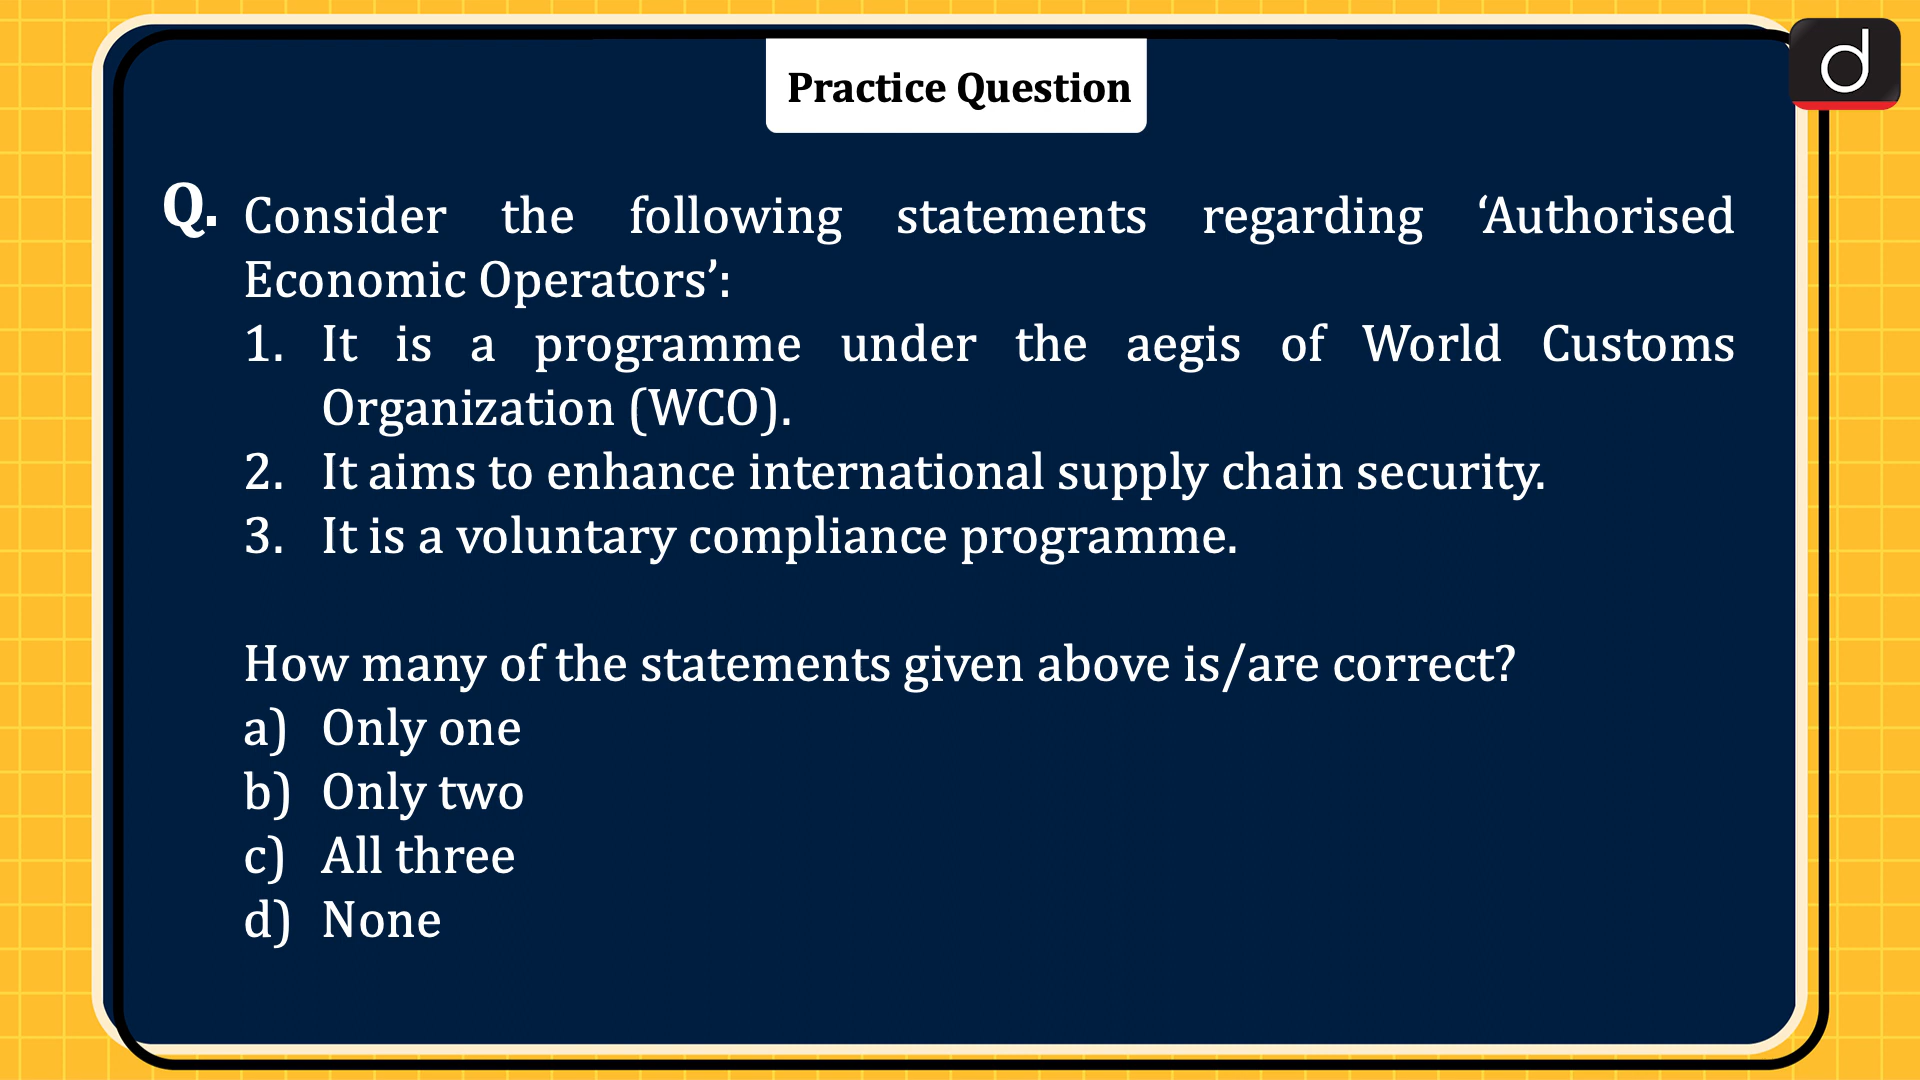 Practice Question
Q. Consider the following statements regarding ‘Authorised
Economic Operators’:
1. It is a programme under the aegis of World Customs
Organization (WCO).
2. It aims to enhance international supply chain security.
3. It is a voluntary compliance programme.
How many of the statements given above is/are correct?
a) Only one
b) Only two
c) All three
d) None